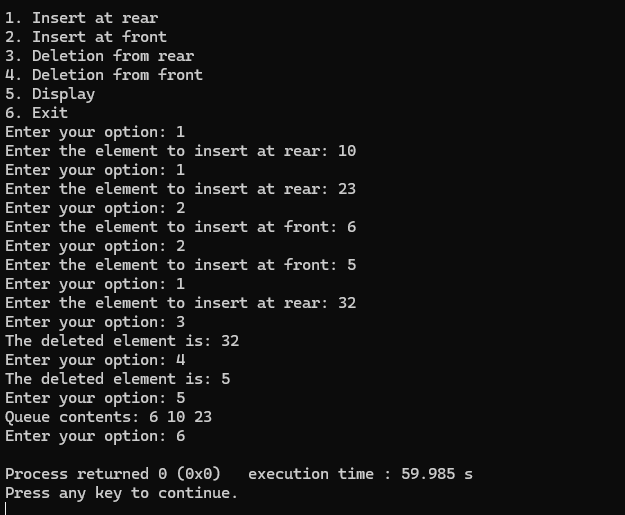 1. Insert at rear
2. Insert at front
3. Deletion from rear
4. Deletion from front
5. Display
6. Exit
Enter your option: 1
Enter the element to insert at rear: 10
Enter your option: 1
Enter the element to insert at rear: 23
Enter your option: 2
Enter the element to insert at front: 6
Enter your option: 2
Enter the element to insert at front: 5
Enter your option: 1
Enter the element to insert at rear: 32
Enter your option: 3
The deleted element is: 32
Enter your option: 4
The deleted element is: 5
Enter your option: 5
Queue contents: 6 10 23
Enter your option: 6
Process returned 0 (0x0)   execution time : 59.985 s
Press any key to continue.